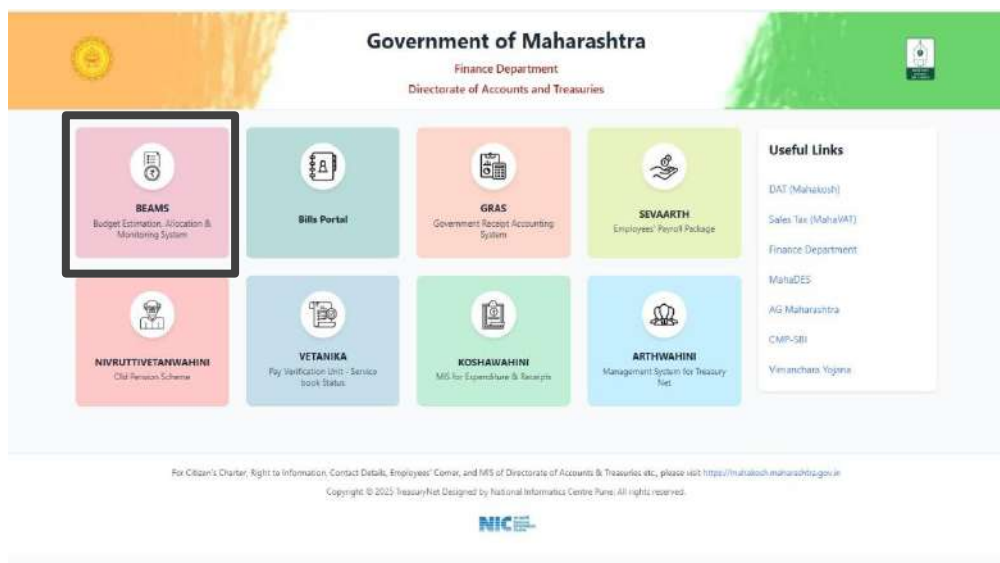 Government of Maharashtra
Finance Department
Directorate of Accounts and Treasuries
BEAMS
Budget Estimation, Allocation &
Monitoring System
Bills Portal
GRAS
Government Receipt Accounting
System
SEVAARTH
Employees' Payroll Package
NIVRUTTIVETANWAHINI
Old Pension Scheme
VETANIKA
Pay Verification Unit - Service
book Status
KOSHAWAHINI
MIS for Expenditure & Receipts
ARTHWAHINI
Management System for Treasury
Net
Useful Links
DAT (Mahakosh)
Sales Tax (MahaVAT)
Finance Department
MahaDES
AG Maharashtra
CMP-SBI
For Citizen's Charter, Right to Information, Contact Details, Employees' Corner, and MIS of Directorate of Accounts & Treasuries etc., please visit https://mahakosh.maharashtra.gov.in
Copyright © 2025 TreasuryNet Designed by National Informatics Centre Pune. All rights reserved.
NIC